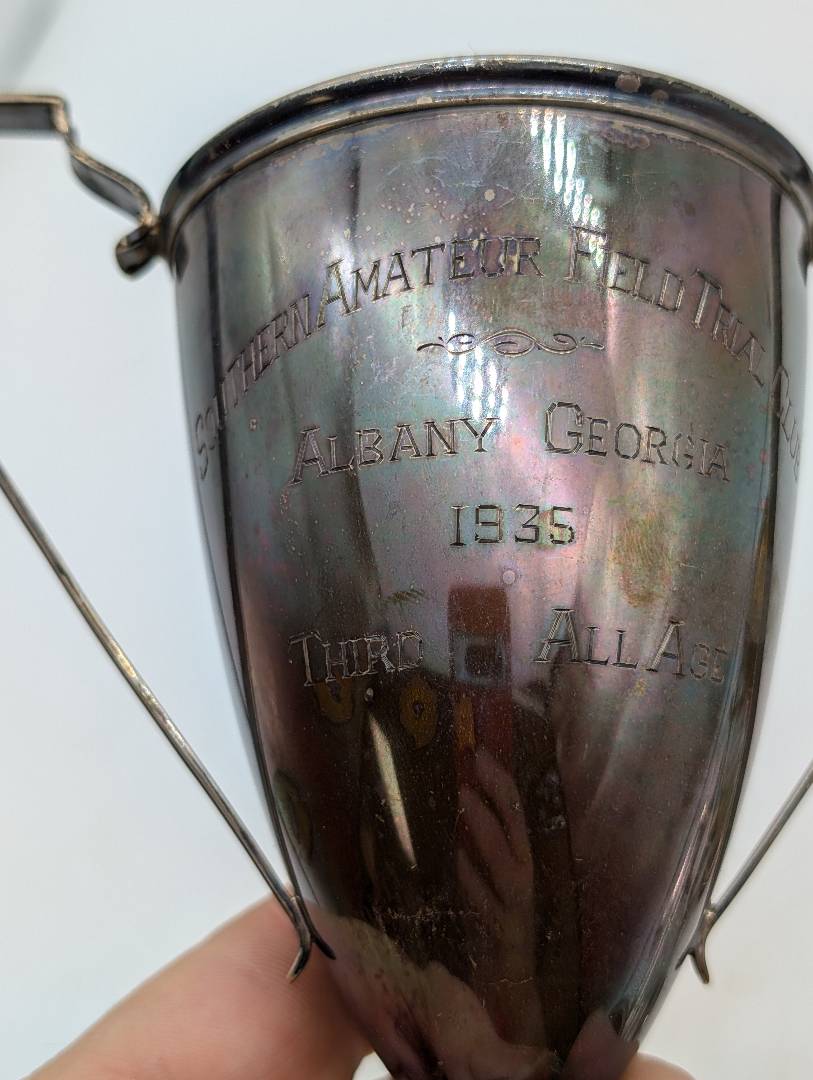 SOUTHERN AMATEUR FIELD TRIAL CLUB
ALBANY GEORGIA
1935
THIRD ALL AGE